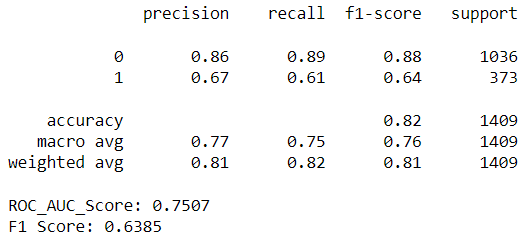 precision recall f1-score support
0 0.86 0.89 0.88 1036
1 0.67 0.61 0.64 373
accuracy 0.82 1409
macro avg 0.77 0.75 0.76 1409
weighted avg 0.81 0.82 0.81 1409
ROC_AUC_Score: 0.7507
F1 Score: 0.6385